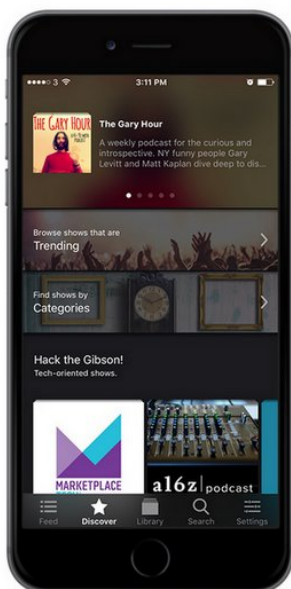 ●●●●○ 3 3:11 PM
THE GARY HOUR
The Gary Hour
A weekly podcast for the curious and
introspective. NY funny people Gary
Levitt and Matt Kaplan dive deep to dis...
Browse shows that are
Trending
Find shows by
Categories
Hack the Gibson!
Tech-oriented shows.
MARKETPLACE
a16z podcast
Feed Discover Library Search Settings